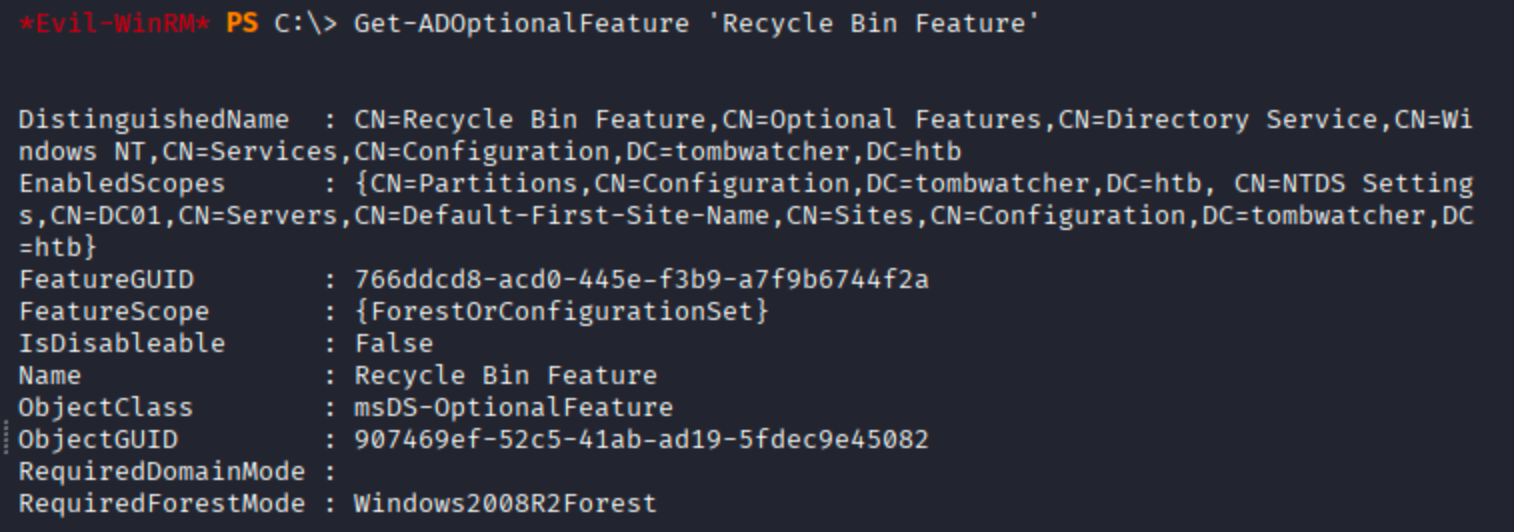 *Evil-WinRM* PS C:\> Get-ADOptionalFeature 'Recycle Bin Feature'
DistinguishedName  : CN=Recycle Bin Feature,CN=Optional Features,CN=Directory Service,CN=Wi
ndows NT,CN=Services,CN=Configuration,DC=tombwatcher,DC=htb
EnabledScopes      : {CN=Partitions,CN=Configuration,DC=tombwatcher,DC=htb, CN=NTDS Setting
s,CN=DC01,CN=Servers,CN=Default-First-Site-Name,CN=Sites,CN=Configuration,DC=tombwatcher,DC
=htb}
FeatureGUID        : 766ddcd8-acd0-445e-f3b9-a7f9b6744f2a
FeatureScope       : {ForestOrConfigurationSet}
IsDisableable      : False
Name               : Recycle Bin Feature
ObjectClass        : msDS-OptionalFeature
ObjectGUID         : 907469ef-52c5-41ab-ad19-5fdec9e45082
RequiredDomainMode :
RequiredForestMode : Windows2008R2Forest